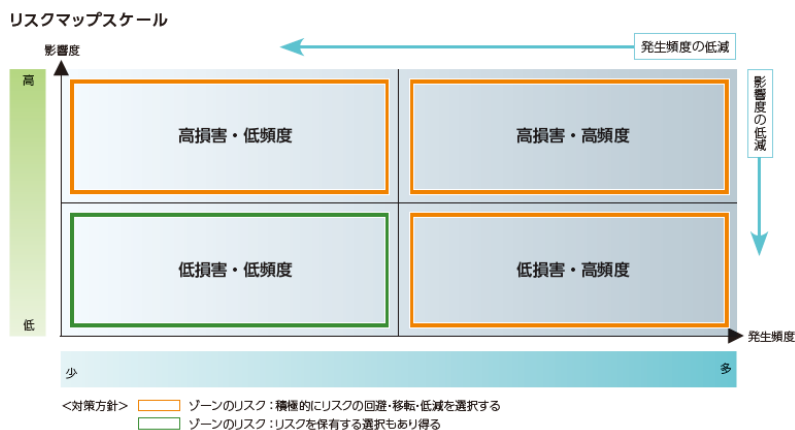 リスクマップスケール
影響度
発生頻度の低減
高
影響度の低減
高損害・低頻度
高損害・高頻度
低損害・低頻度
低損害・高頻度
低
発生頻度
少
多
<対策方針>
ゾーンのリスク：積極的にリスクの回避・移転・低減を選択する
ゾーンのリスク：リスクを保有する選択もあり得る